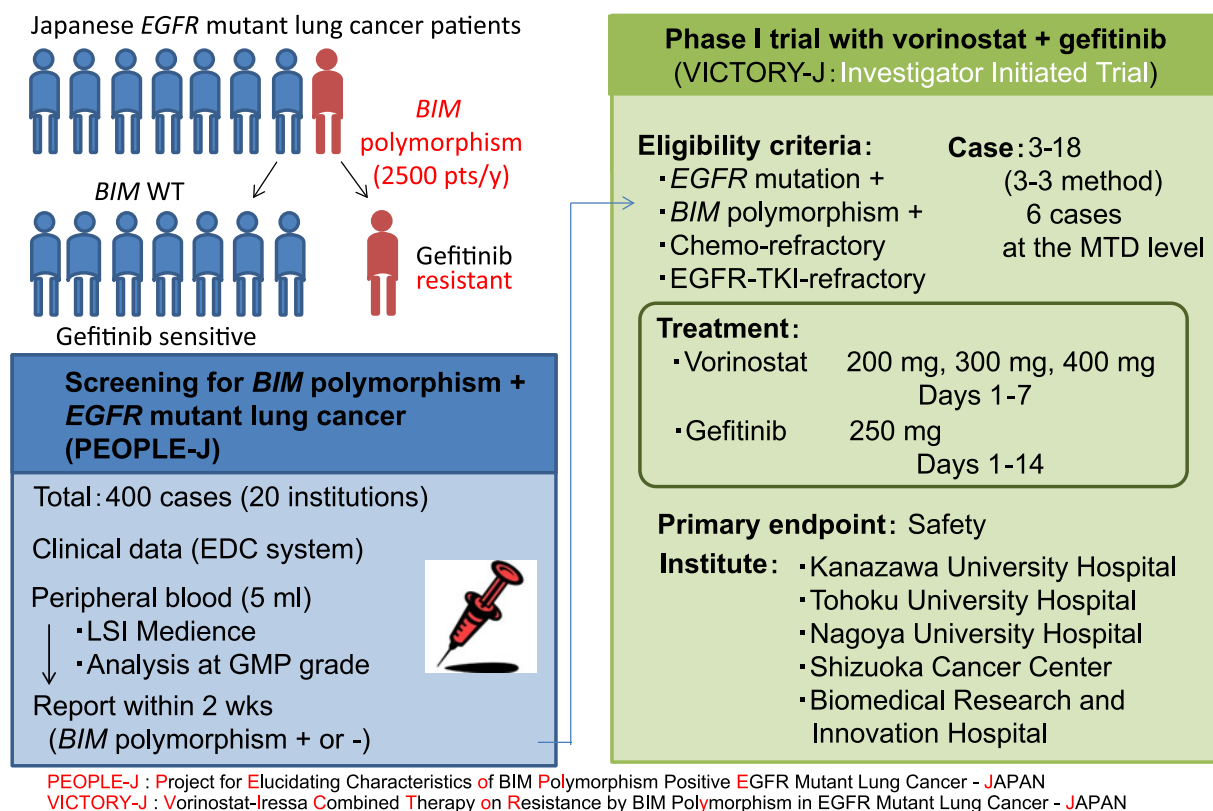 Japanese EGFR mutant lung cancer patients
BIM
polymorphism
(2500 pts/y)
BIM WT
Gefitinib
resistant
Gefitinib sensitive
Screening for BIM polymorphism +
EGFR mutant lung cancer
(PEOPLE-J)
Total:400 cases (20 institutions)
Clinical data (EDC system)
Peripheral blood (5 ml)
・LSI Medience
・Analysis at GMP grade
Report within 2 wks
(BIM polymorphism + or -)
Phase I trial with vorinostat + gefitinib
(VICTORY-J:Investigator Initiated Trial)
Eligibility criteria:
・EGFR mutation +
・BIM polymorphism +
・Chemo-refractory
・EGFR-TKI-refractory
Case:3-18
(3-3 method)
6 cases
at the MTD level
Treatment:
・Vorinostat 200 mg, 300 mg, 400 mg
Days 1-7
・Gefitinib 250 mg
Days 1-14
Primary endpoint: Safety
Institute: ・Kanazawa University Hospital
・Tohoku University Hospital
・Nagoya University Hospital
・Shizuoka Cancer Center
・Biomedical Research and
Innovation Hospital
PEOPLE-J : Project for Elucidating Characteristics of BIM Polymorphism Positive EGFR Mutant Lung Cancer - JAPAN
VICTORY-J : Vorinostat-Iressa Combined Therapy on Resistance by BIM Polymorphism in EGFR Mutant Lung Cancer - JAPAN